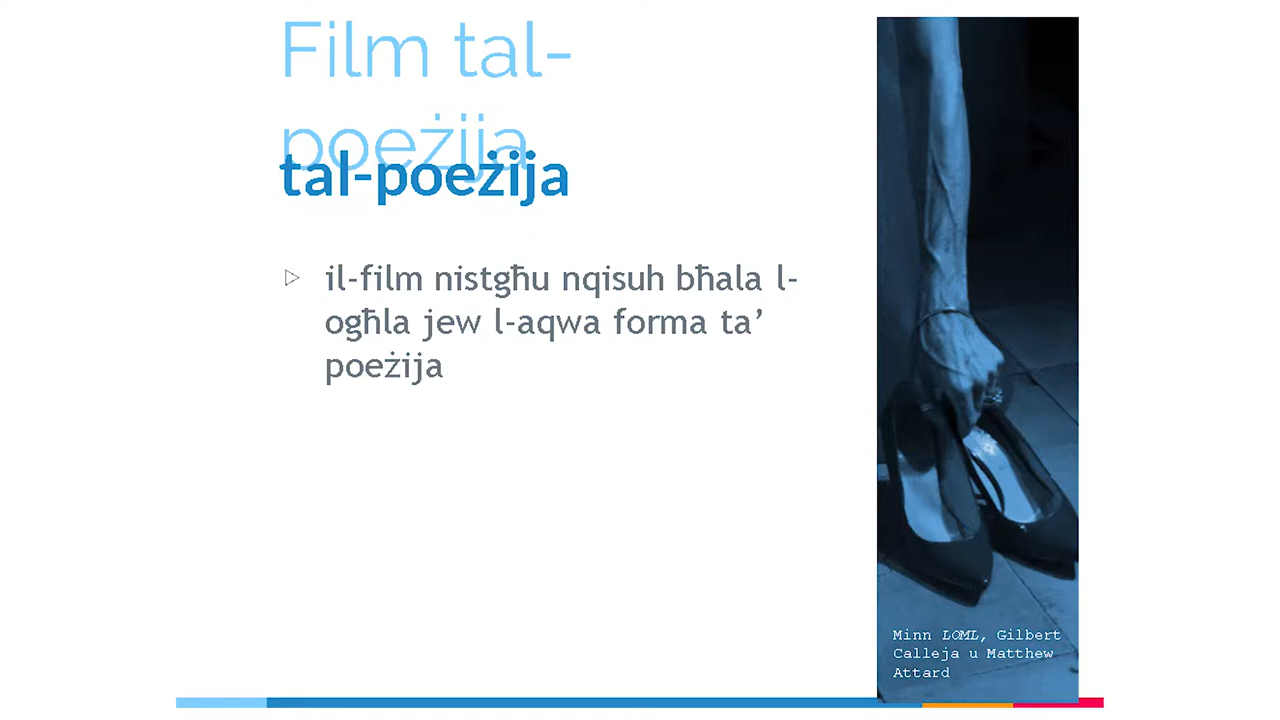 Film tal-
poeżija
tal-poeżija
il-film nistgħu nqisuh bħala l-
ogħla jew l-aqwa forma ta’
poeżija
Minn LOML, Gilbert
Calleja u Matthew
Attard